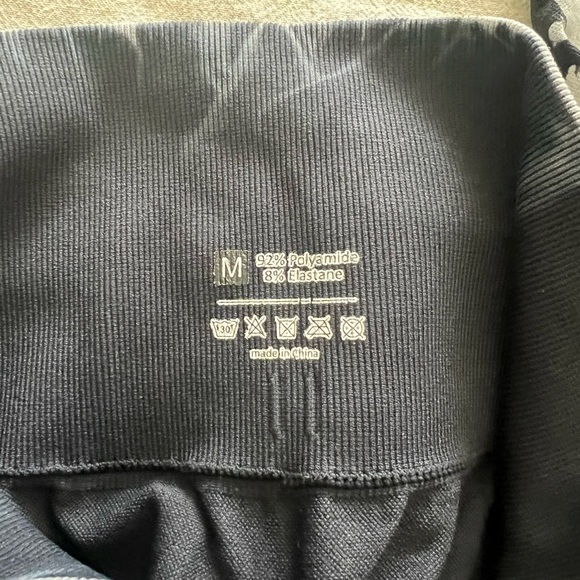 M 92% Polyamide
8% Elastane
30
made in China